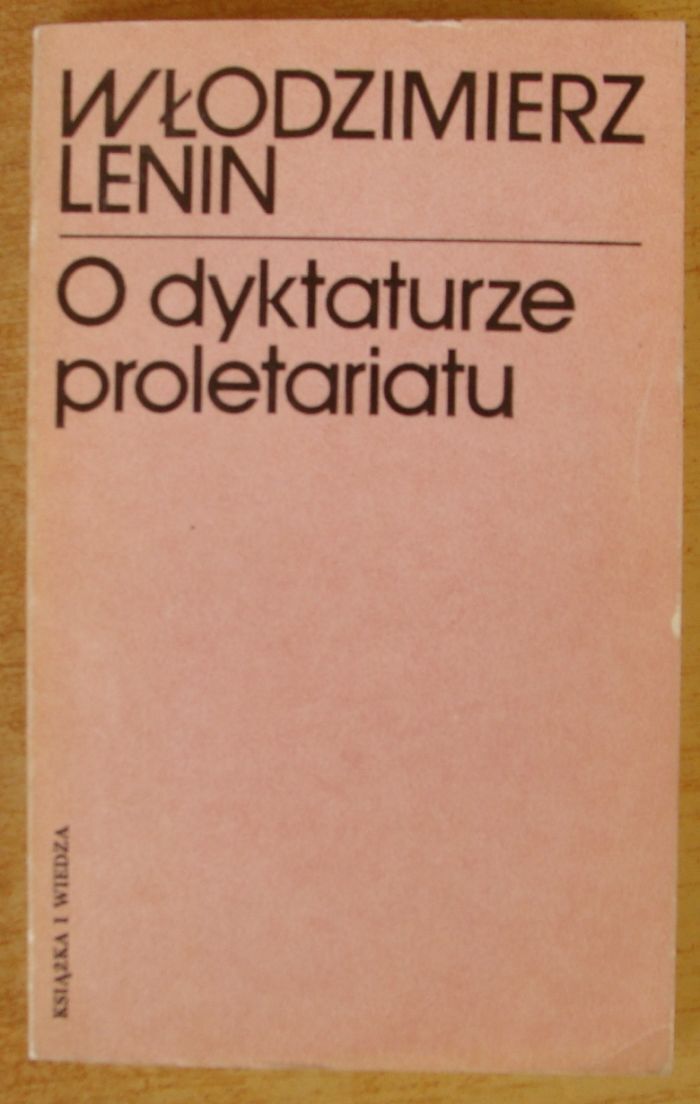 WŁODZIMIERZ
LENIN
O dyktaturze
proletariatu
KSIĄŻKA I WIEDZA